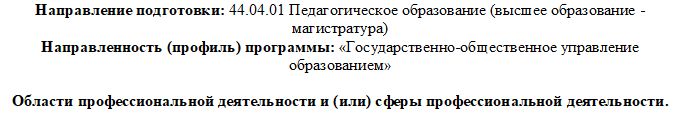 Направление подготовки: 44.04.01 Педагогическое образование (высшее образование -
магистратура)
Направленность (профиль) программы: «Государственно-общественное управление
образованием»
Области профессиональной деятельности и (или) сферы профессиональной деятельности.